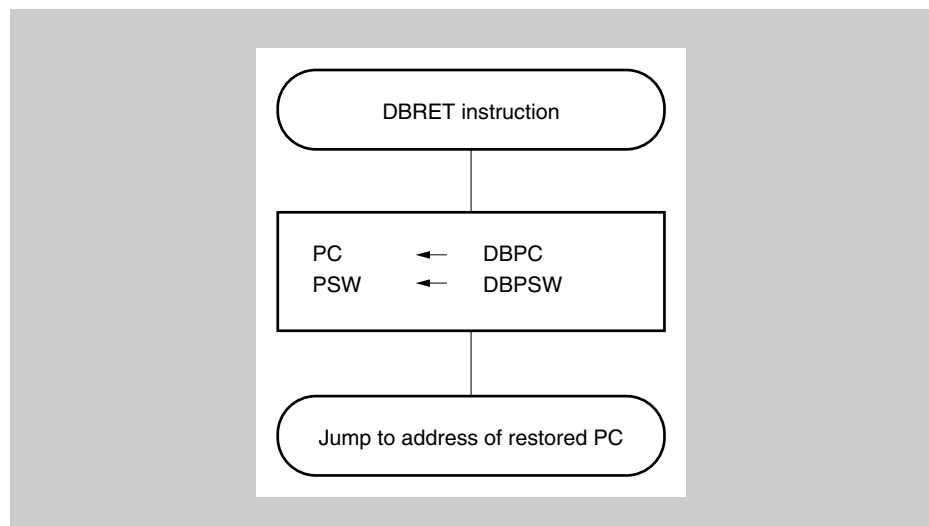 DBRET instruction
PC ← DBPC
PSW ← DBPSW
Jump to address of restored PC